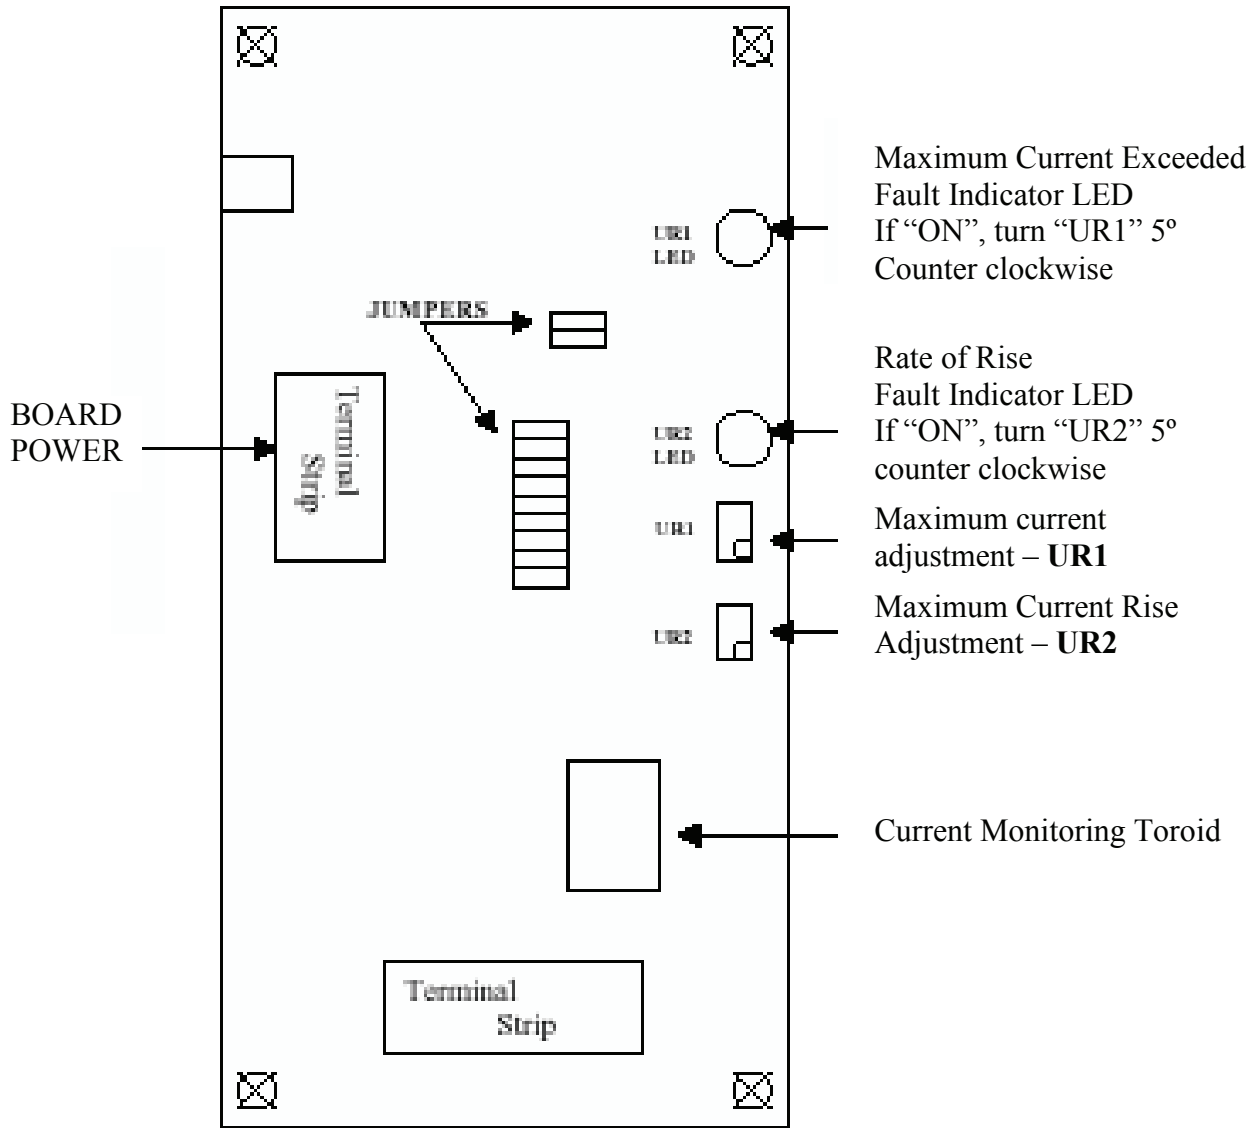 Maximum Current Exceeded
Fault Indicator LED
If “ON”, turn “UR1” 5º
Counter clockwise
UR1
LED
JUMPERS
Rate of Rise
Fault Indicator LED
If “ON”, turn “UR2” 5º
counter clockwise
UR2
LED
BOARD
POWER
Terminal
Strip
Maximum current
adjustment – UR1
UR1
Maximum Current Rise
Adjustment – UR2
UR2
Current Monitoring Toroid
Terminal
Strip